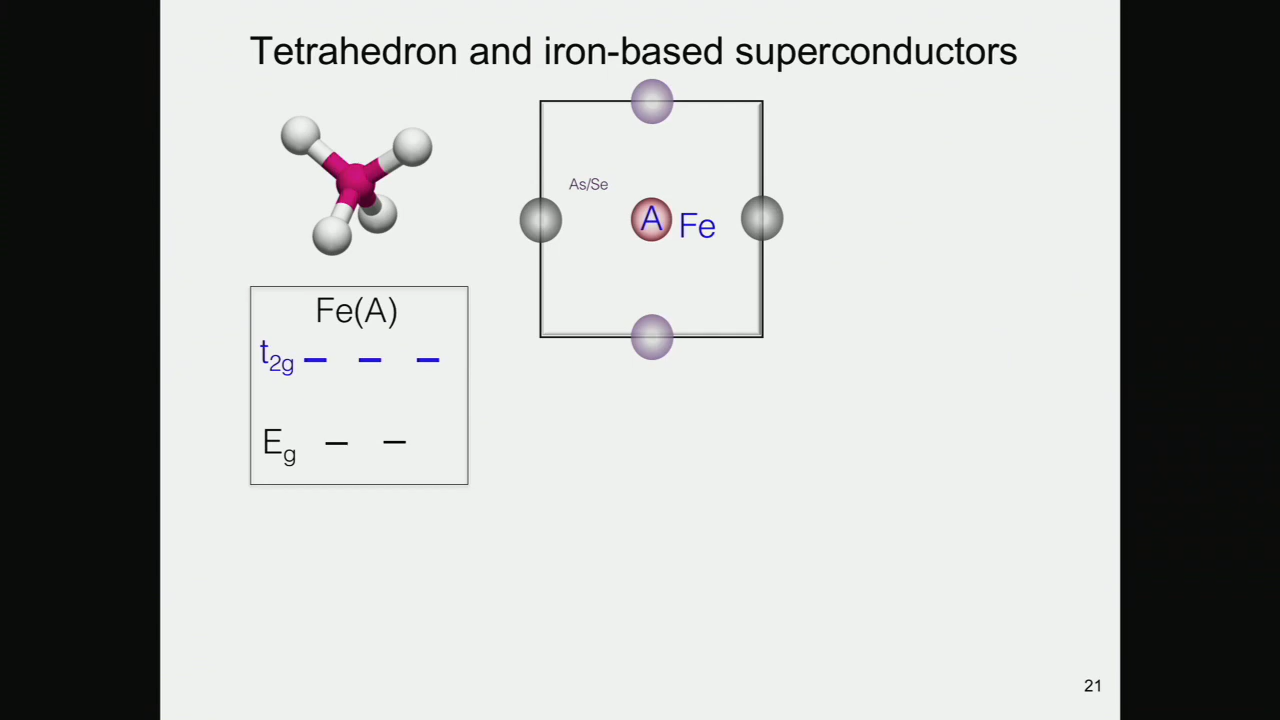 Tetrahedron and iron-based superconductors
As/Se
A Fe
Fe(A)
t2g
Eg
21